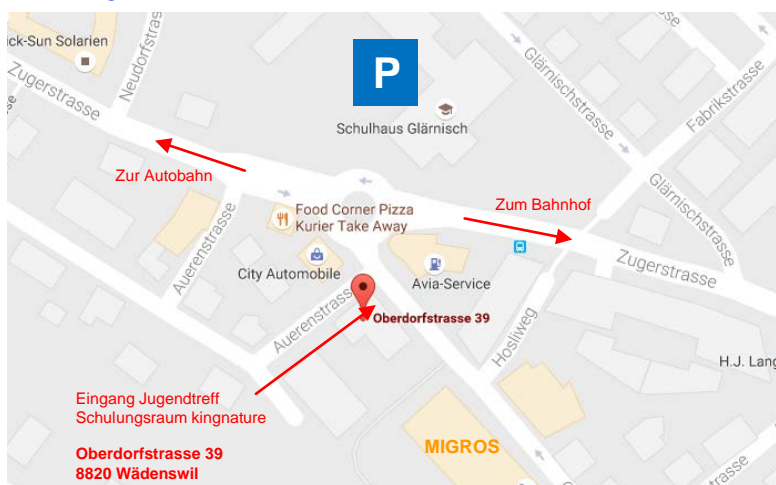 ck-Sun Solarien
Neudorfstras
Zugerstrasse
P
Schulhaus Glärnisch
Glärnischstrasse
Fabrikstrasse
Zur Autobahn
Food Corner Pizza
Kurier Take Away
Zum Bahnhof
Glärnischstrasse
Auerenstrasse
City Automobile
Avia-Service
Zugerstrasse
Auerenstrass
Oberdorfstrasse 39
Hosliweg
H.J. Lang
Eingang Jugendtreff
Schulungsraum kingnature
Oberdorfstrasse 39
8820 Wädenswil
MIGROS